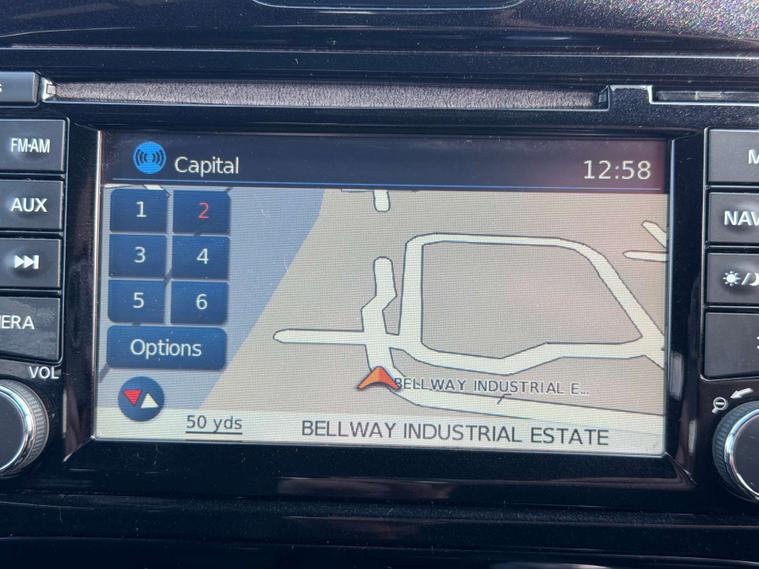 FM·AM
AUX
ERA
VOL
Capital
12:58
1 2
3 4
5 6
Options
BELLWAY INDUSTRIAL E...
50 yds
BELLWAY INDUSTRIAL ESTATE
M
NAV